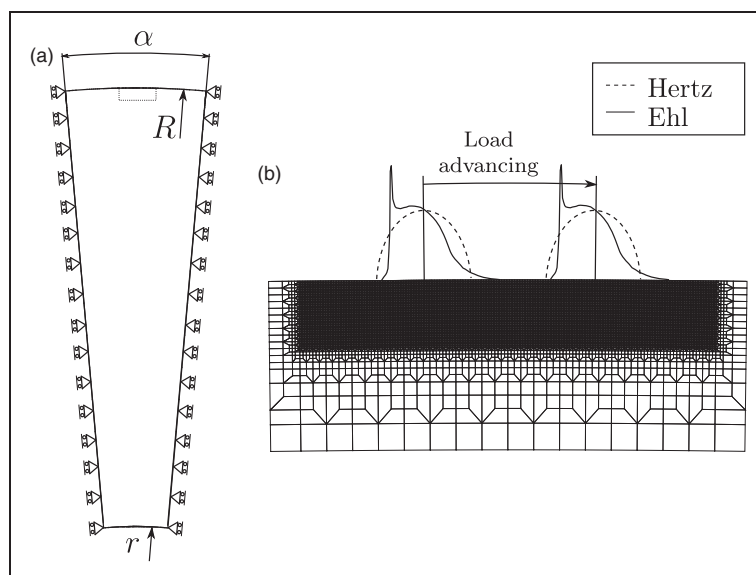 (a)
α
R
r
Hertz
Ehl
(b)
Load
advancing